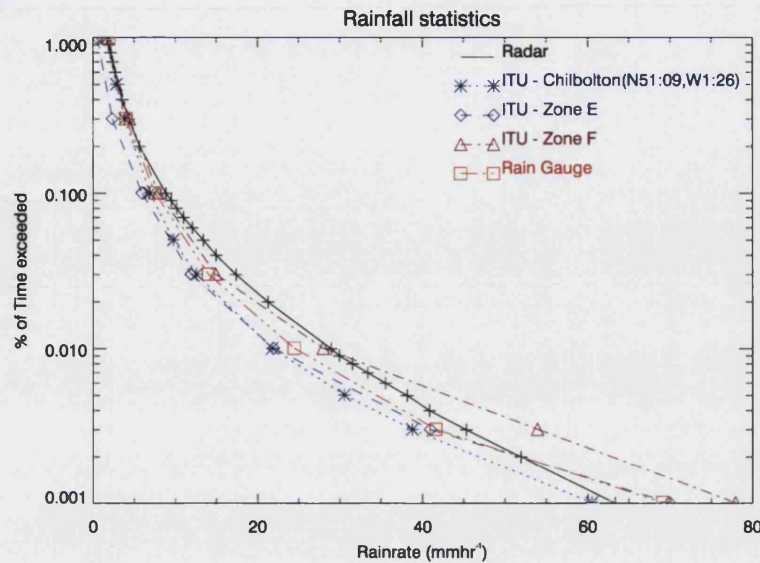 Rainfall statistics
1.000
0.100
0.010
0.001
% of Time exceeded
Radar
ITU - Chilbolton(N51:09,W1:26)
ITU - Zone E
ITU - Zone F
Rain Gauge
0
20
40
60
80
Rainrate (mmhr⁻¹)